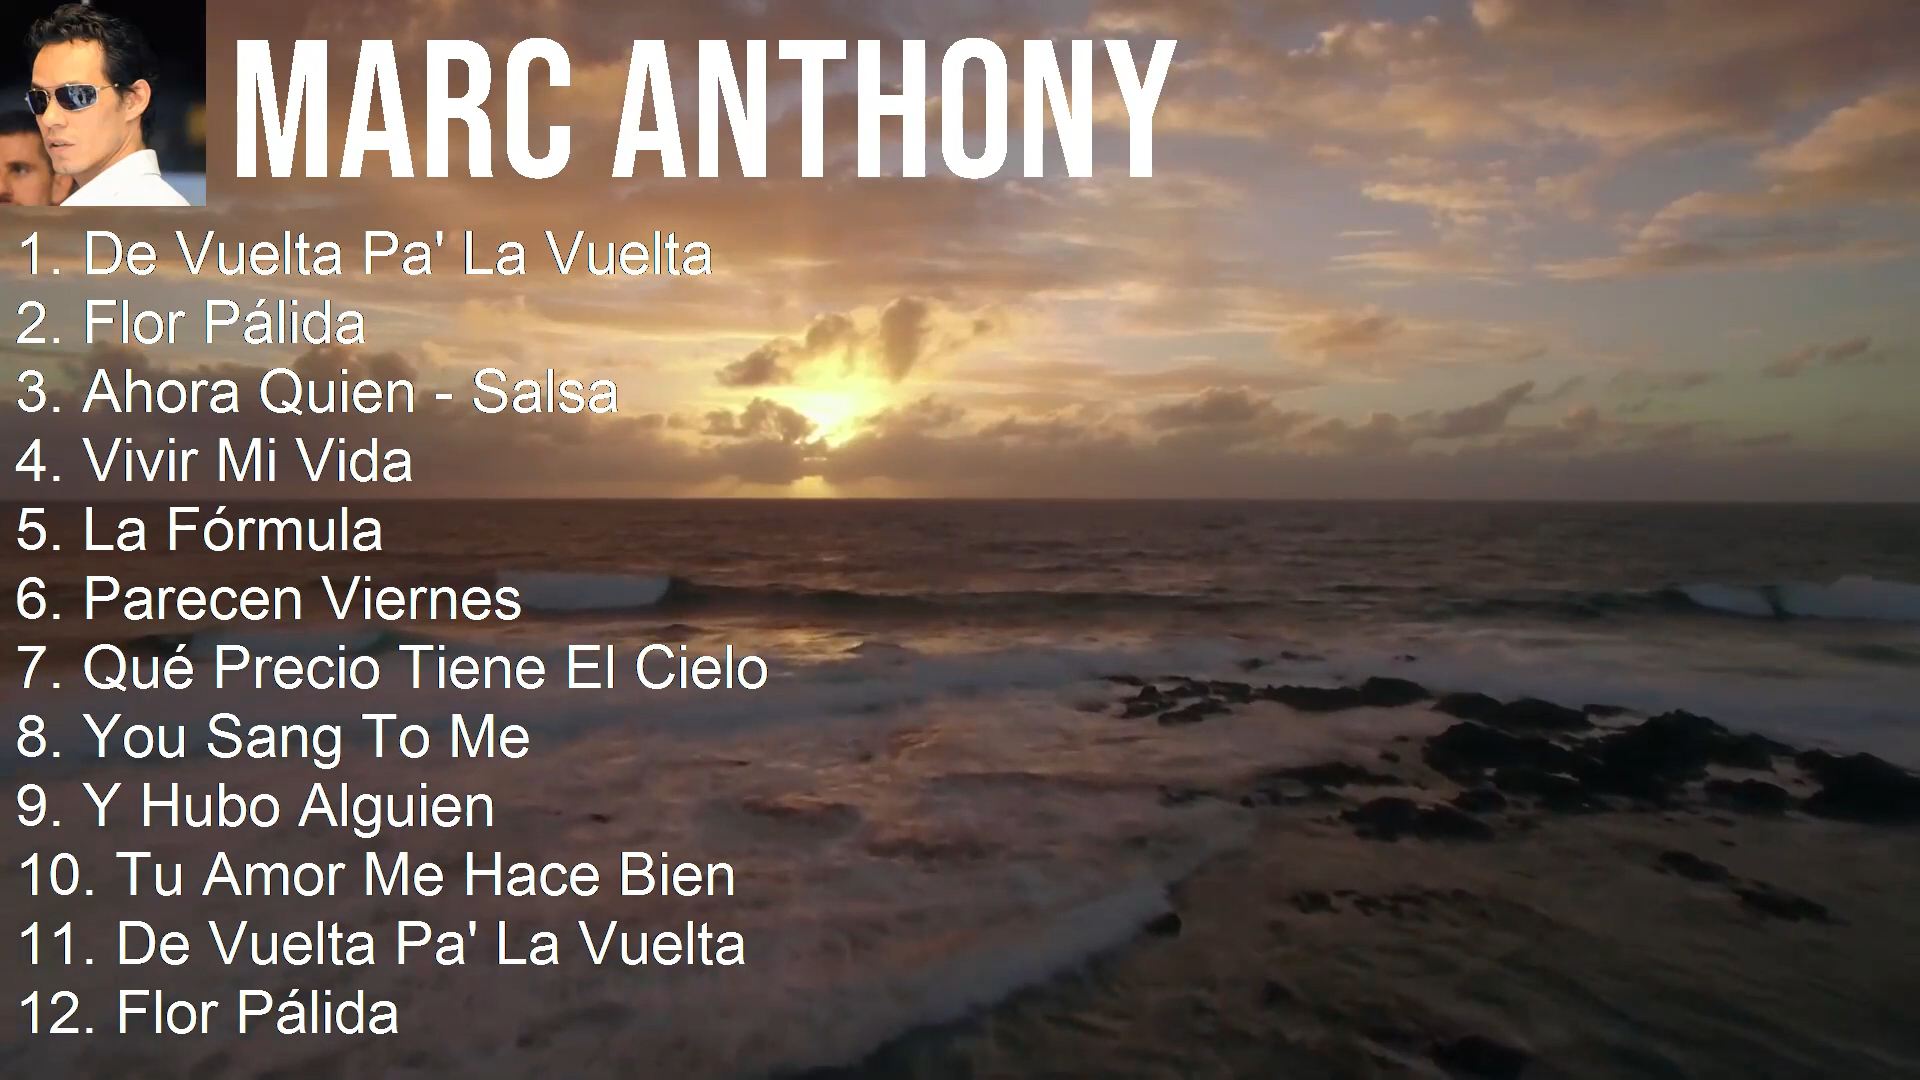 MARC ANTHONY
1. De Vuelta Pa' La Vuelta
2. Flor Pálida
3. Ahora Quien - Salsa
4. Vivir Mi Vida
5. La Fórmula
6. Parecen Viernes
7. Qué Precio Tiene El Cielo
8. You Sang To Me
9. Y Hubo Alguien
10. Tu Amor Me Hace Bien
11. De Vuelta Pa' La Vuelta
12. Flor Pálida